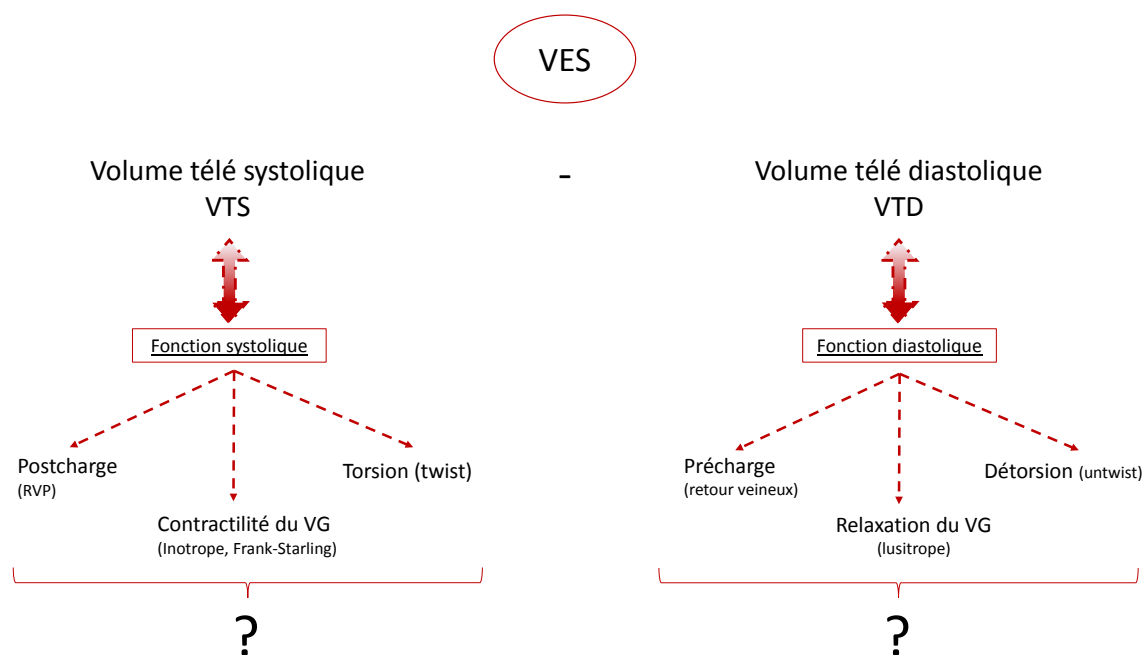 VES
Volume télé systolique
VTS
-
Volume télé diastolique
VTD
Fonction systolique
Fonction diastolique
Postcharge
(RVP)
Torsion (twist)
Contractilité du VG
(Inotrope, Frank-Starling)
Précharge
(retour veineux)
Détorsion (untwist)
Relaxation du VG
(lusitrope)
?
?